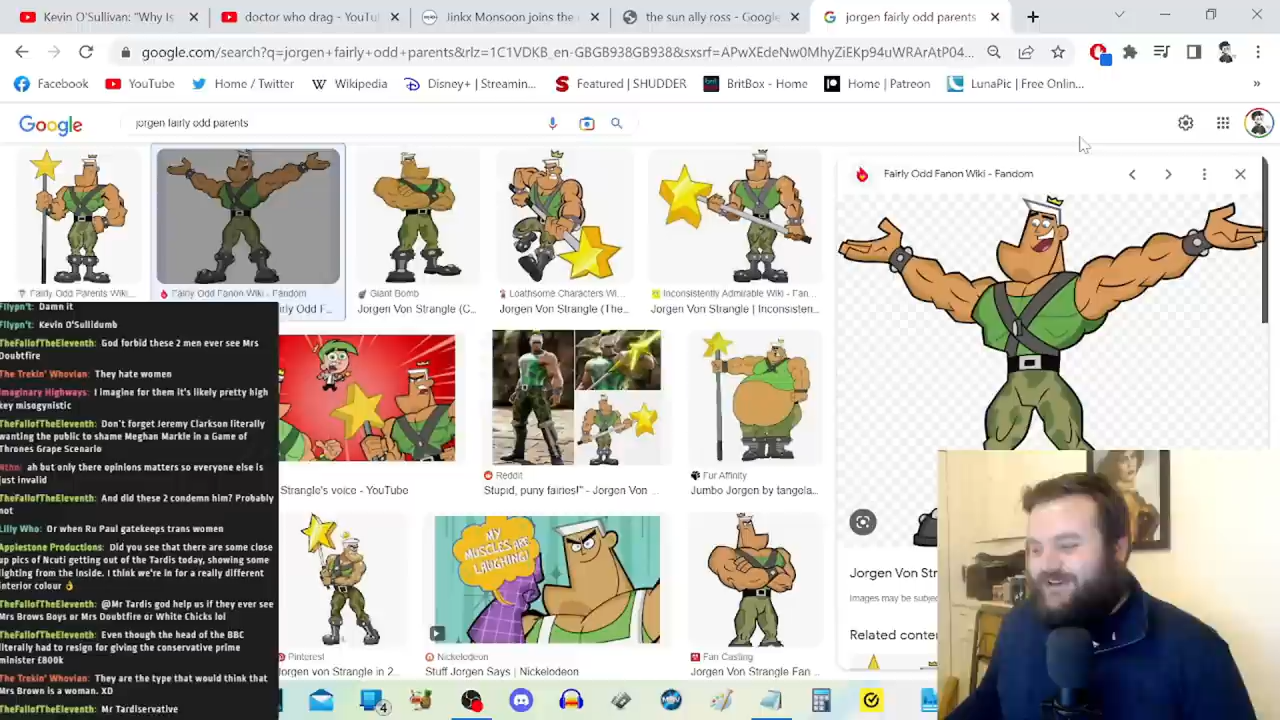 Kevin O'Sullivan: "Why Is
doctor who drag - YouTube
Jinkx Monsoon joins the
the sun ally ross - Google
jorgen fairly odd parents
google.com/search?q=jorgen+fairly+odd+parents&rlz=1C1VDKB_en-GBGB938GB938&sxsrf=APwXEdeNw0MhyZiEKp94uWRArAtP04...
Facebook
YouTube
Home / Twitter
Wikipedia
Disney+ | Streamin...
Featured | SHUDDER
BritBox - Home
Home | Patreon
LunaPic | Free Onlin...
»
Google
jorgen fairly odd parents
Fairly Odd Fanon Wiki - Fandom
Fairly Odd Parents Wiki...
Fairly Odd Fanon Wiki - Fandom
Giant Bomb
Loathsome Characters Wi...
Inconsistently Admirable Wiki - Fan...
irly Odd F...
Jorgen Von Strangle (C...
Jorgen Von Strangle (The...
Jorgen Von Strangle | Inconsisten...
Fllypn't: Damn it
Fllypn't: Kevin O'Sullidumb
TheFallofTheEleventh: God forbid these 2 men ever see Mrs
Doubtfire
The Trekin' Whovian: They hate women
Imaginary Highways: I imagine for them it's likely pretty high
key misogynistic
TheFallofTheEleventh: Don't forget Jeremy Clarkson literally
wanting the public to shame Meghan Markle in a Game of
Thrones Grape Scenario
Nthn: ah but only there opinions matters so everyone else is
just invalid
TheFallofTheEleventh: And did these 2 condemn him? Probably
not
Lilly Who: Or when Ru Paul gatekeeps trans women
Applestone Productions: Did you see that there are some close
up pics of Ncuti getting out of the Tardis today, showing some
lighting from the inside. I think we're in for a really different
interior colour 👌
TheFallofTheEleventh: @Mr Tardis god help us if they ever see
Mrs Brows Boys or Mrs Doubtfire or White Chicks lol
TheFallofTheEleventh: Even though the head of the BBC
literally had to resign for giving the conservative prime
minister £800k
The Trekin' Whovian: They are the type that would think that
Mrs Brown is a woman. XD
TheFallofTheEleventh: Mr Tardiservative
Strangle's voice - YouTube
Reddit
Stupid, puny fairies!" - Jorgen Von ...
Fur Affinity
Jumbo Jorgen by tangela...
MY
MUSCLES ARE
LAUGHING!
Pinterest
orgen von Strangle in 2...
Nickelodeon
Stuff Jorgen Says | Nickelodeon
Fan Casting
Jorgen Von Strangle Fan ...
Jorgen Von Str
Images may be subjec
Related conter
4